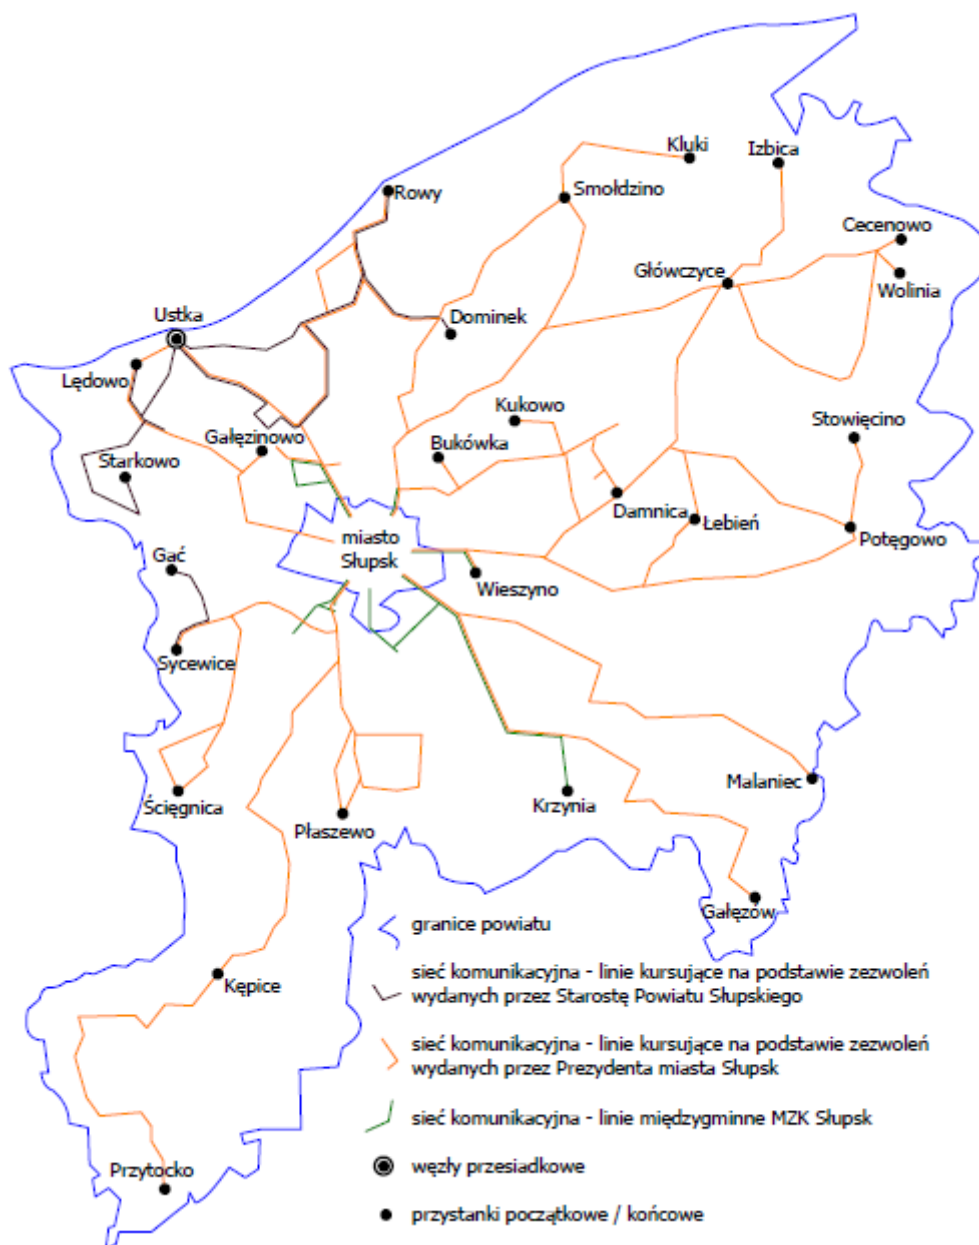 Kluki
Izbica
Rowy
Smołdzino
Cecenowo
Główczyce
Wolinia
Ustka
Dominek
Lędowo
Kukowo
Stowięcino
Gałęzinowo
Bukówka
Starkowo
Damnica
Łebień
Potęgowo
miasto
Słupsk
Gać
Wieszyno
Sycewice
Malaniec
Ścięgnica
Krzynia
Płaszewo
Gałęzów
granice powiatu
sieć komunikacyjna - linie kursujące na podstawie zezwoleń
wydanych przez Starostę Powiatu Słupskiego
Kępice
sieć komunikacyjna - linie kursujące na podstawie zezwoleń
wydanych przez Prezydenta miasta Słupsk
sieć komunikacyjna - linie międzygminne MZK Słupsk
węzły przesiadkowe
Przytocko
przystanki początkowe / końcowe